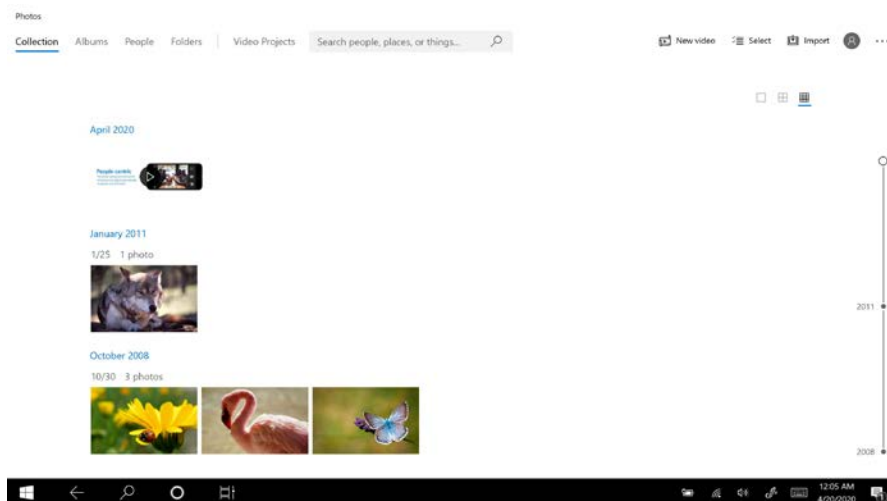 Photos
Collection Albums People Folders Video Projects Search people, places, or things... New video Select Import
April 2020
January 2011
1/25 1 photo
2011
October 2008
10/30 3 photos
2008
12:05 AM
4/20/2020